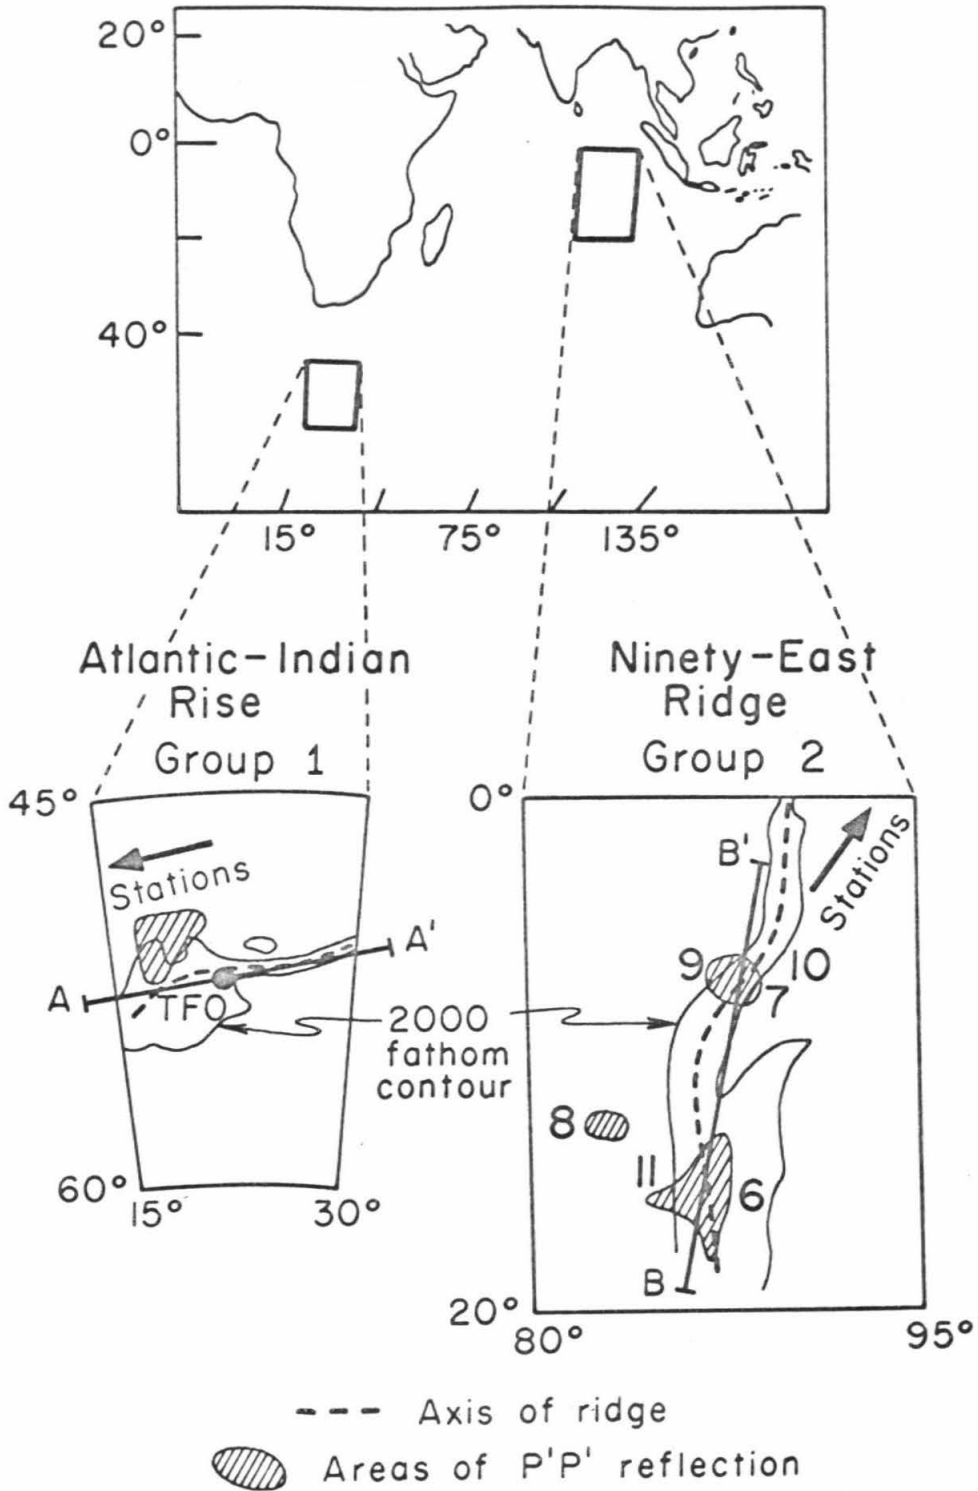 20°
0°
40°
15° 75° 135°
Atlantic-Indian
Rise
Group 1
Ninety-East
Ridge
Group 2
45°
Stations
A'
A
TFO
60°
15° 30°
2000
fathom
contour
0°
B'
Stations
9 10
7
8
11
6
B
20°
80° 95°
Axis of ridge
Areas of P'P' reflection